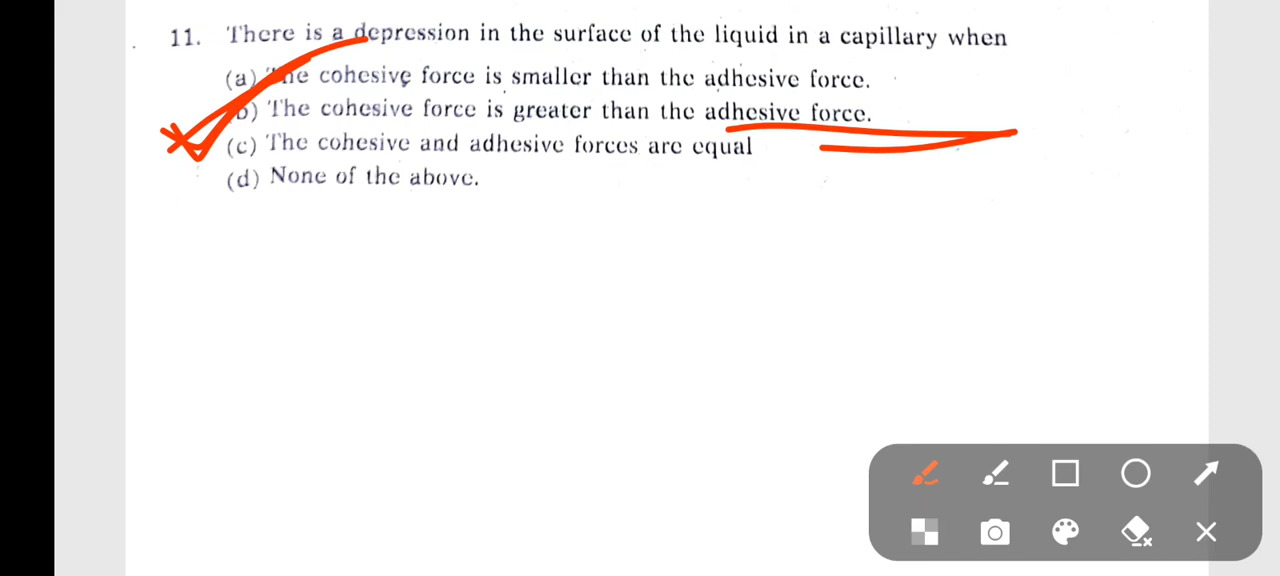 11. There is a depression in the surface of the liquid in a capillary when
(a) The cohesive force is smaller than the adhesive force.
b) The cohesive force is greater than the adhesive force.
(c) The cohesive and adhesive forces are equal
(d) None of the above.